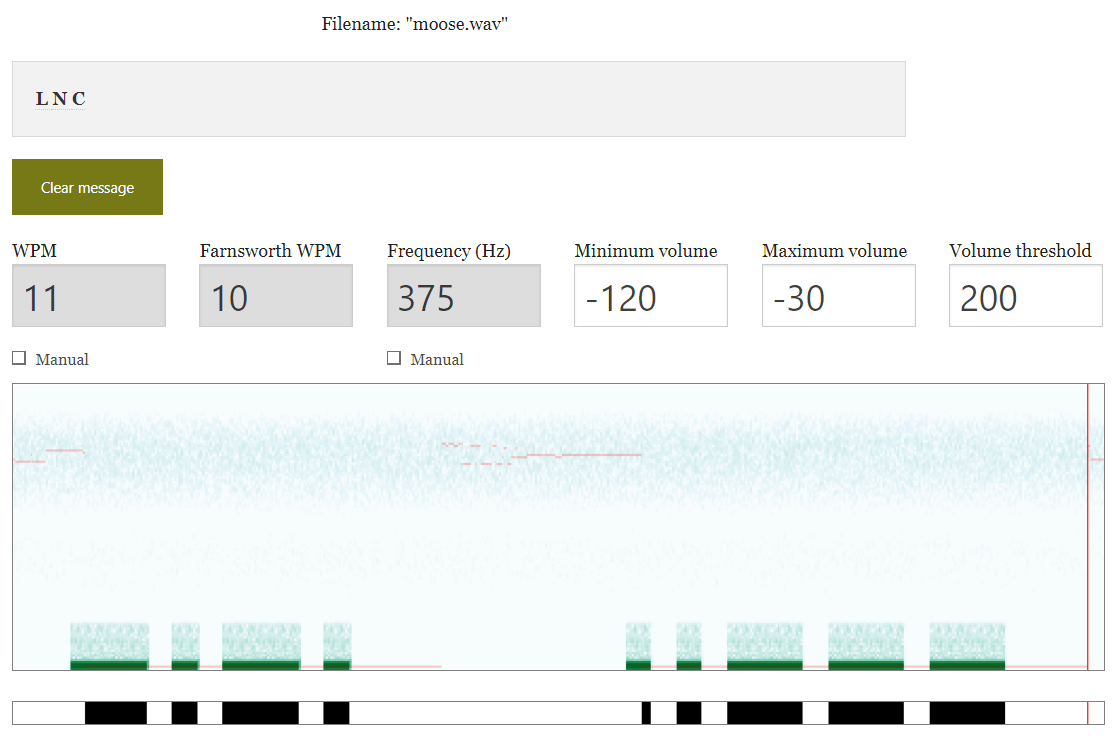 Filename: "moose.wav"
L N C
Clear message
WPM Farnsworth WPM Frequency (Hz) Minimum volume Maximum volume Volume threshold
11 10 375 -120 -30 200
Manual Manual